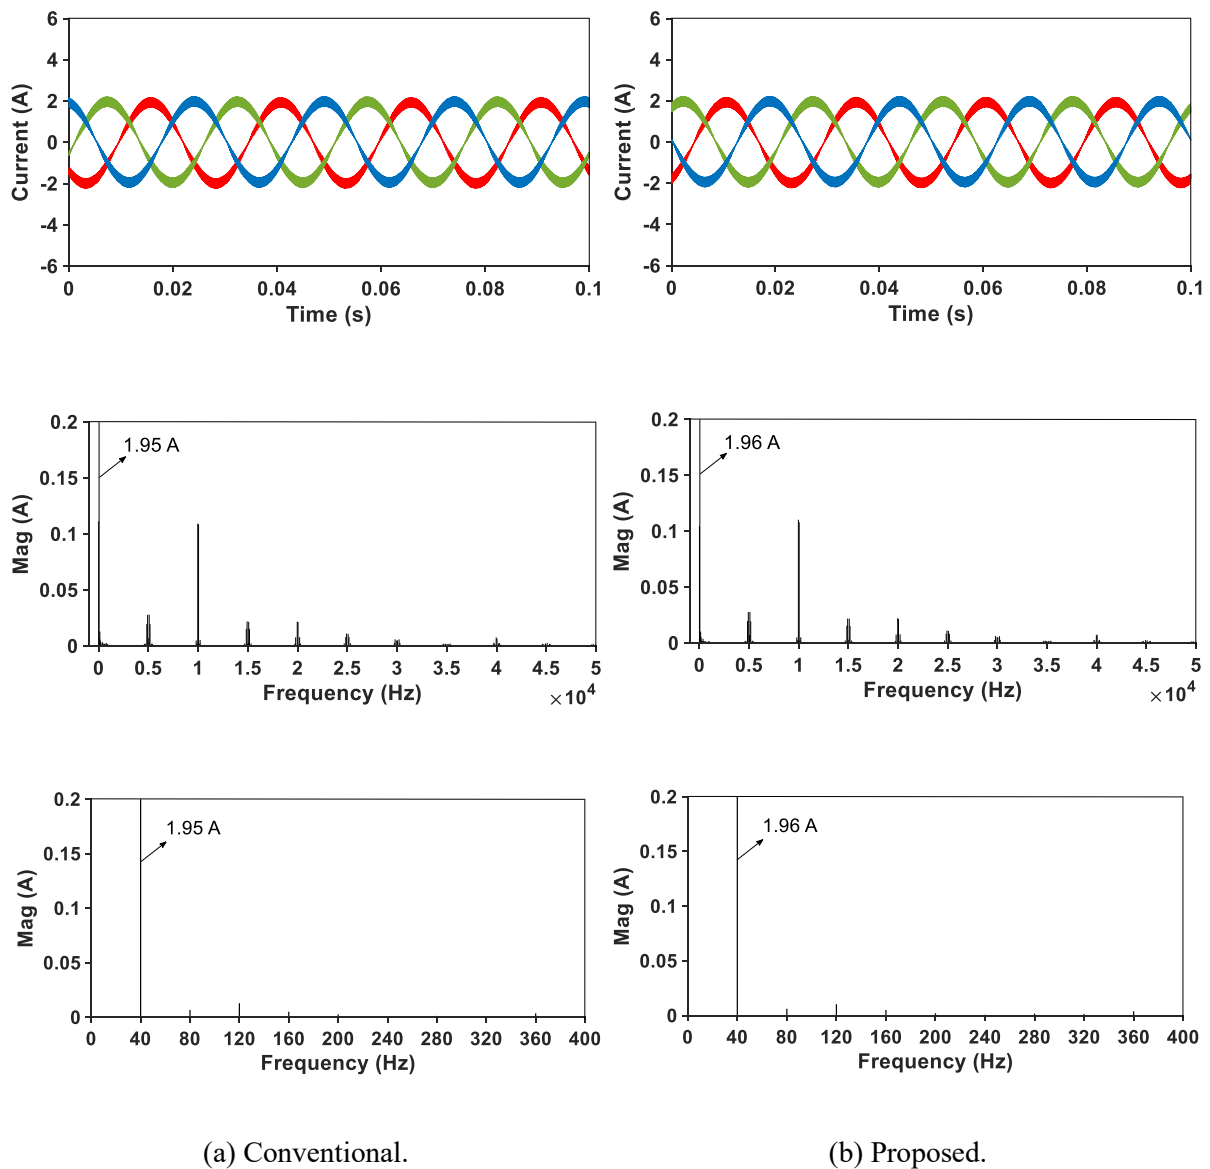 6
4
2
0
-2
-4
-6
Current (A)
0 0.02 0.04 0.06 0.08 0.1
Time (s)
6
4
2
0
-2
-4
-6
Current (A)
0 0.02 0.04 0.06 0.08 0.1
Time (s)
0.2
0.15
0.1
0.05
0
Mag (A)
1.95 A
0 0.5 1 1.5 2 2.5 3 3.5 4 4.5 5
Frequency (Hz)
×10⁴
0.2
0.15
0.1
0.05
0
Mag (A)
1.96 A
0 0.5 1 1.5 2 2.5 3 3.5 4 4.5 5
Frequency (Hz)
×10⁴
0.2
0.15
0.1
0.05
0
Mag (A)
1.95 A
0 40 80 120 160 200 240 280 320 360 400
Frequency (Hz)
0.2
0.15
0.1
0.05
0
Mag (A)
1.96 A
0 40 80 120 160 200 240 280 320 360 400
Frequency (Hz)
(a) Conventional.
(b) Proposed.